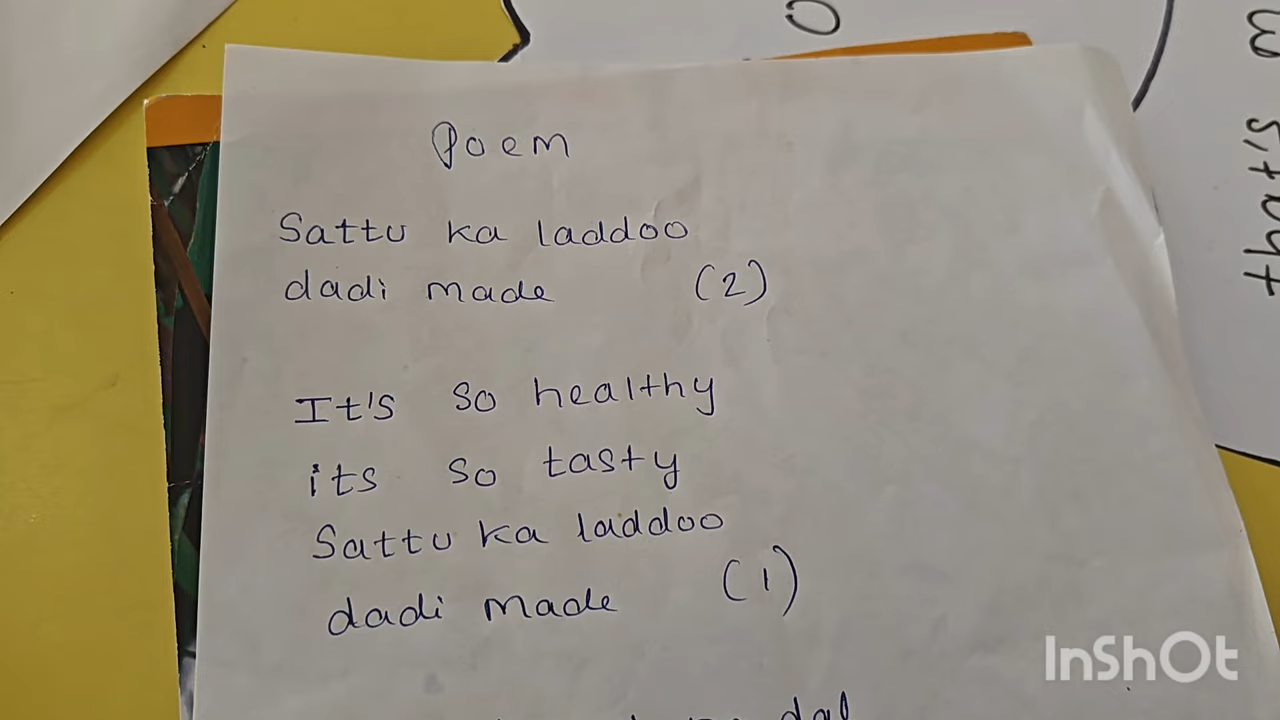 Poem
Sattu ka laddoo
dadi made (2)
It's so healthy
its so tasty
Sattu ka laddoo
dadi made (1)
dal
InShOt